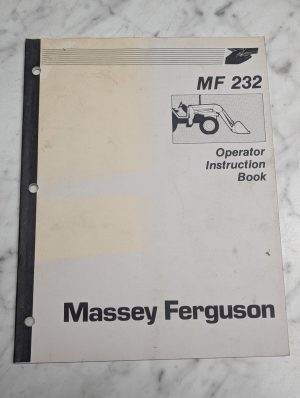 MF 232
Operator
Instruction
Book
Massey Ferguson